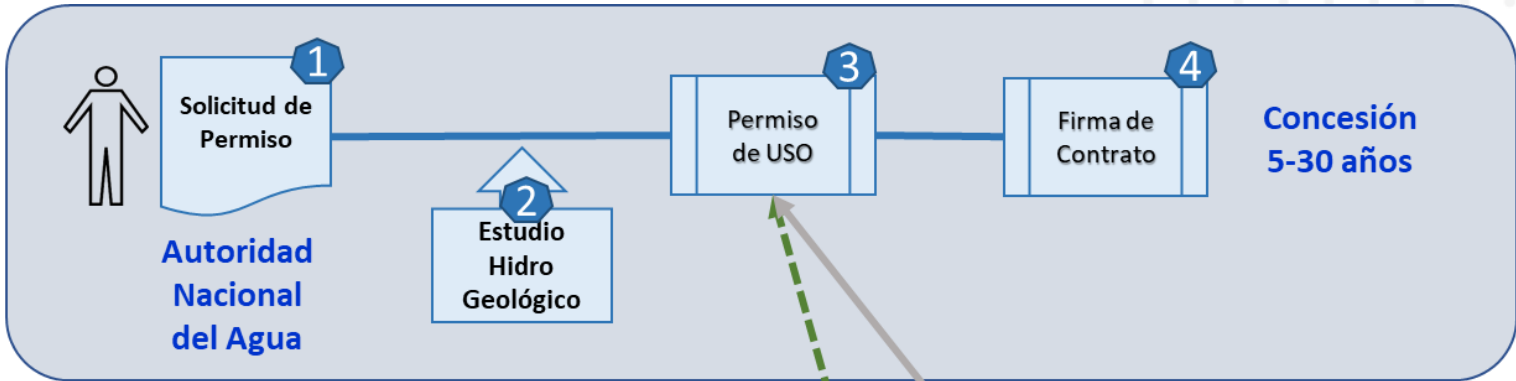 1
Solicitud de
Permiso
Autoridad
Nacional
del Agua
2
Estudio
Hidro
Geológico
3
Permiso
de USO
4
Firma de
Contrato
Concesión
5-30 años